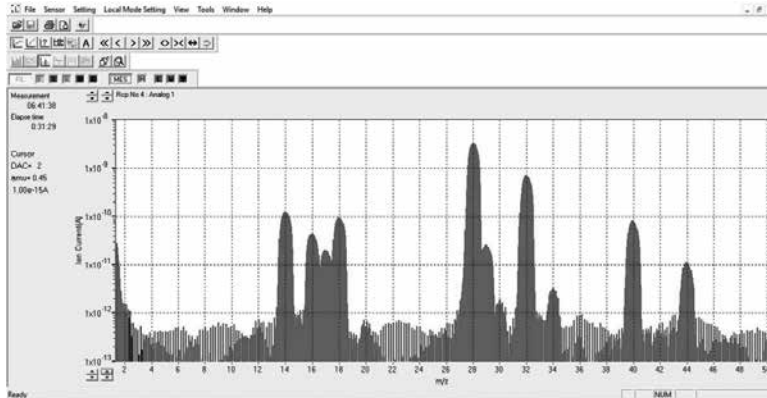 File Sensor Setting Local Mode Setting View Tools Window Help
A
MES
Measurement
06:41:38
Elapse time
0:31:29
Cursor
DAC= 2
amu= 0.45
1.00e-15A
Rcp No 4 : Analog 1
Ion Current[A]
1x10-8
1x10-9
1x10-10
1x10-11
1x10-12
1x10-13
2 4 6 8 10 12 14 16 18 20 22 24 26 28 30 32 34 36 38 40 42 44 46 48
m/z
Ready
NUM